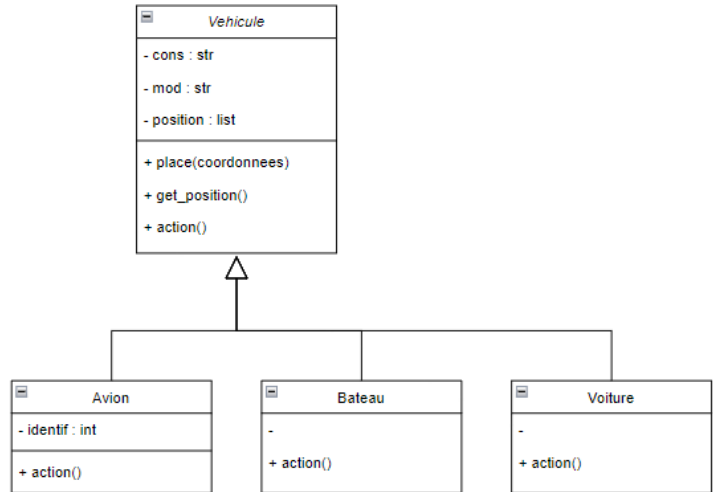 Vehicule
- cons : str
- mod : str
- position : list
+ place(coordonnees)
+ get_position()
+ action()
Avion
- identif : int
+ action()
Bateau
-
+ action()
Voiture
-
+ action()